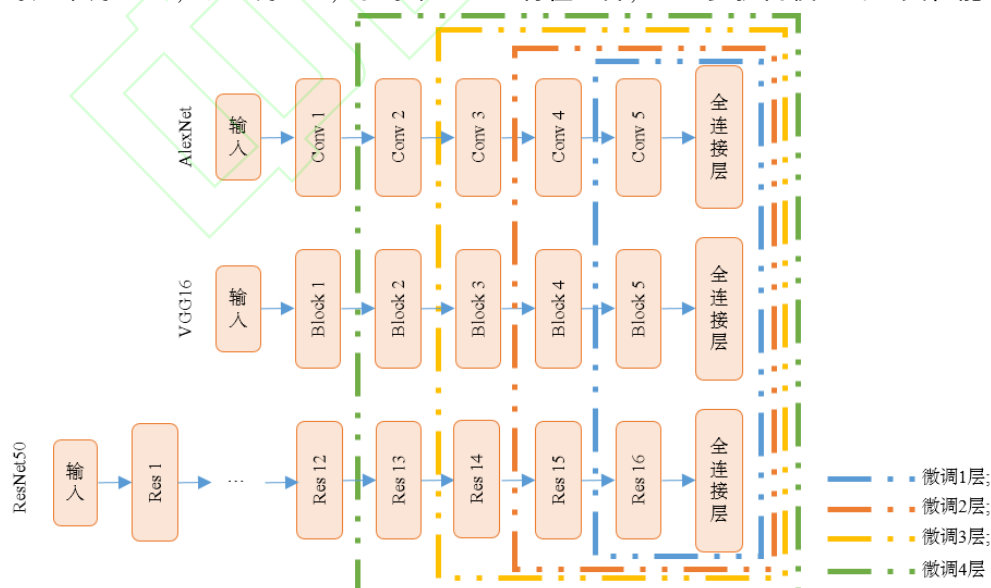 AlexNet
输入
Conv 1
Conv 2
Conv 3
Conv 4
Conv 5
全连接层
VGG16
输入
Block 1
Block 2
Block 3
Block 4
Block 5
全连接层
ResNet50
输入
Res 1
...
Res 12
Res 13
Res 14
Res 15
Res 16
全连接层
微调1层;
微调2层;
微调3层;
微调4层